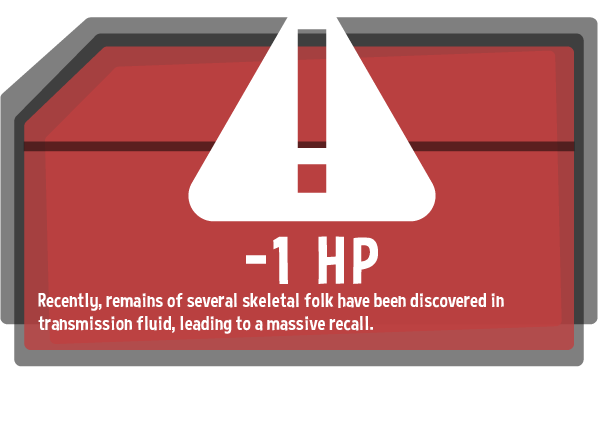 -1 HP
Recently, remains of several skeletal folk have been discovered in
transmission fluid, leading to a massive recall.